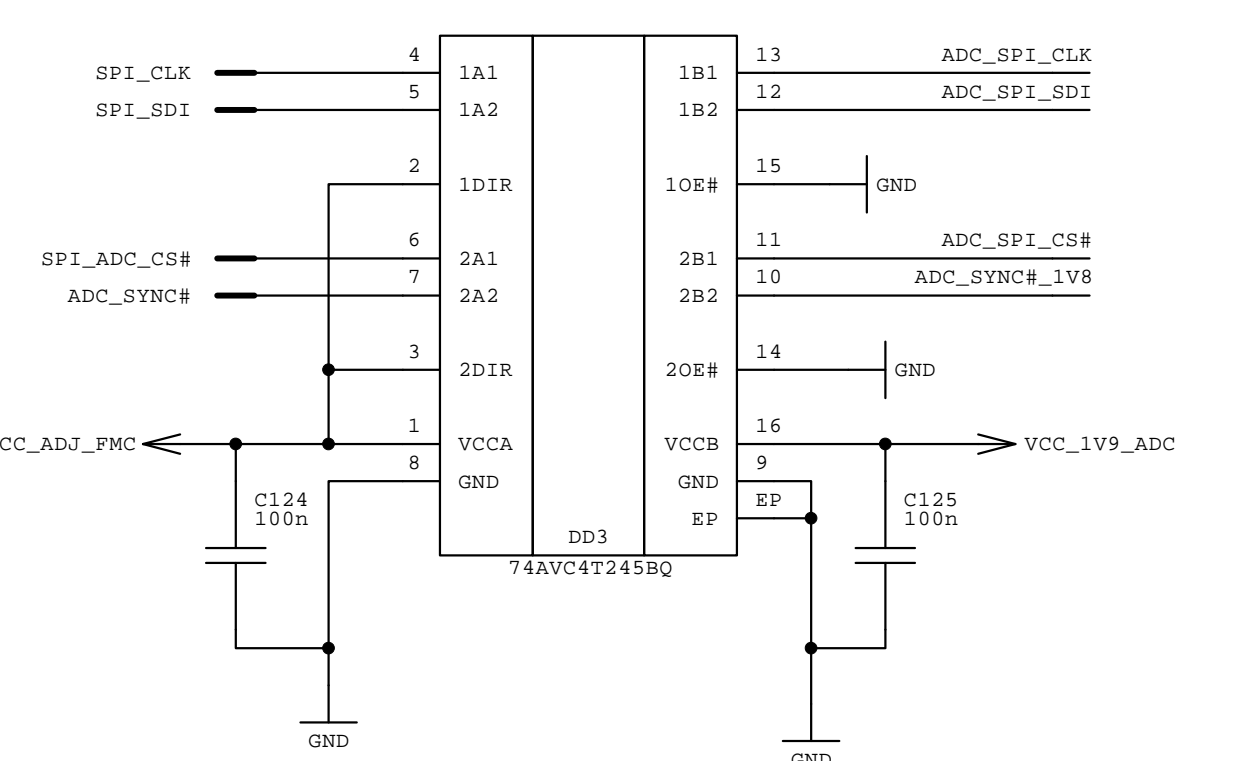 4 13 ADC_SPI_CLK
SPI_CLK 1A1 1B1
5 12 ADC_SPI_SDI
SPI_SDI 1A2 1B2
2 15
1DIR 1OE# GND
6 11 ADC_SPI_CS#
SPI_ADC_CS# 2A1 2B1
7 10 ADC_SYNC#_1V8
ADC_SYNC# 2A2 2B2
3 14
2DIR 2OE# GND
1 16
CC_ADJ_FMC VCCA VCCB VCC_1V9_ADC
8 9
GND GND
C124 EP C125
100n EP 100n
DD3
74AVC4T245BQ
GND
GND